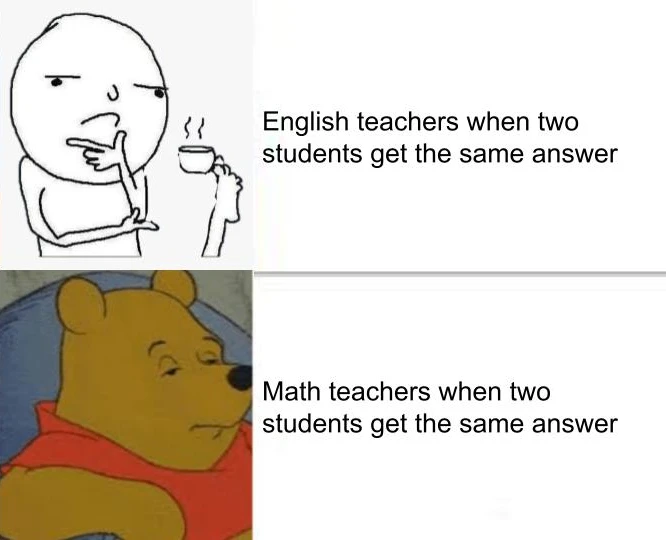 English teachers when two
students get the same answer
Math teachers when two
students get the same answer